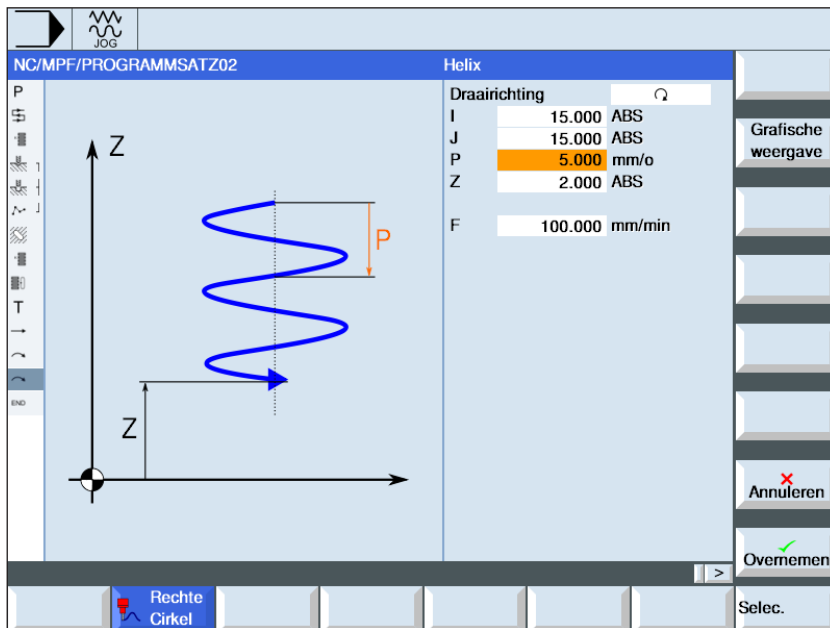 JOG
NC/MPF/PROGRAMMSATZ02
Helix
P
T
END
Z
P
Z
Draairichting
I 15.000 ABS
J 15.000 ABS
P 5.000 mm/o
Z 2.000 ABS
F 100.000 mm/min
Grafische
weergave
Annuleren
Overnemen
>
Rechte
Cirkel
Selec.